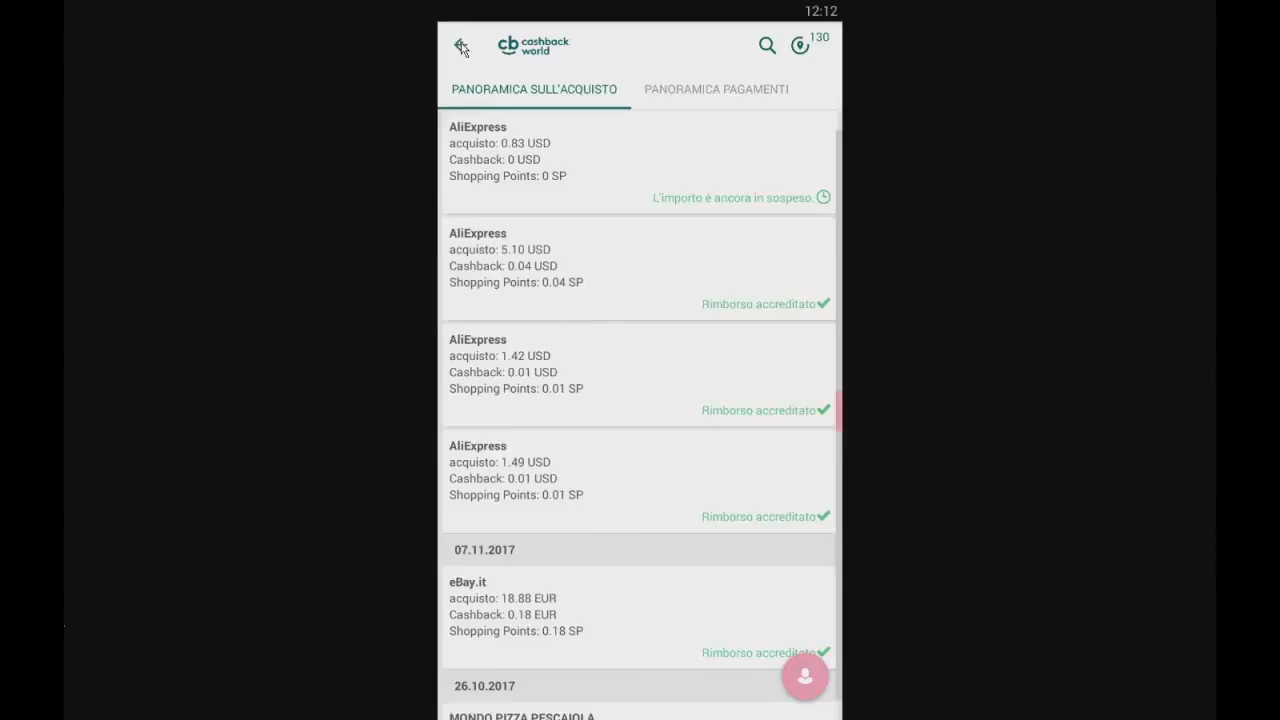 12:12
cb cashback world
130
PANORAMICA SULL'ACQUISTO
PANORAMICA PAGAMENTI
AliExpress
acquisto: 0.83 USD
Cashback: 0 USD
Shopping Points: 0 SP
L'importo è ancora in sospeso.
AliExpress
acquisto: 5.10 USD
Cashback: 0.04 USD
Shopping Points: 0.04 SP
Rimborso accreditato
AliExpress
acquisto: 1.42 USD
Cashback: 0.01 USD
Shopping Points: 0.01 SP
Rimborso accreditato
AliExpress
acquisto: 1.49 USD
Cashback: 0.01 USD
Shopping Points: 0.01 SP
Rimborso accreditato
07.11.2017
eBay.it
acquisto: 18.88 EUR
Cashback: 0.18 EUR
Shopping Points: 0.18 SP
Rimborso accreditato
26.10.2017
MONDO PIZZA PESCAIOLA